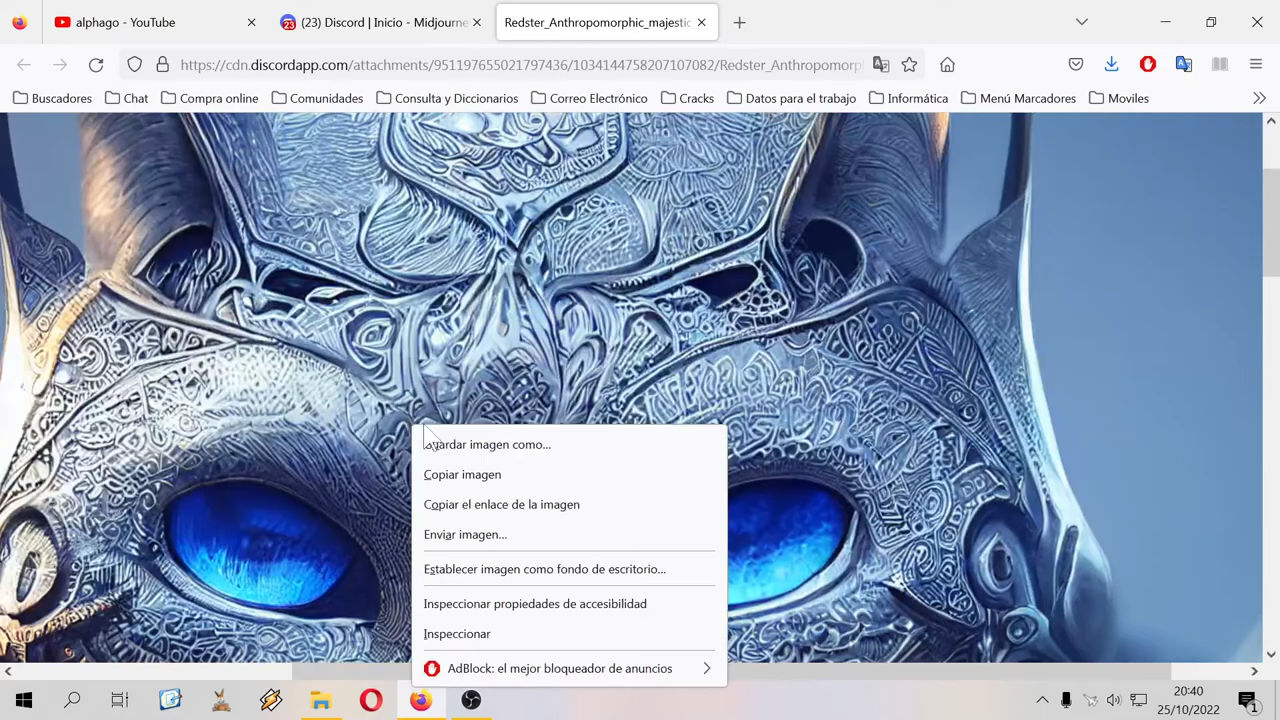 alphago - YouTube
(23) Discord | Inicio - Midjourne
Redster_Anthropomorphic_majestic
https://cdn.discordapp.com/attachments/951197655021797436/1034144758207107082/Redster_Anthropomorp
Buscadores
Chat
Compra online
Comunidades
Consulta y Diccionarios
Correo Electrónico
Cracks
Datos para el trabajo
Informática
Menú Marcadores
Moviles
Guardar imagen como...
Copiar imagen
Copiar el enlace de la imagen
Enviar imagen...
Establecer imagen como fondo de escritorio...
Inspeccionar propiedades de accesibilidad
Inspeccionar
AdBlock: el mejor bloqueador de anuncios
20:40
25/10/2022
1